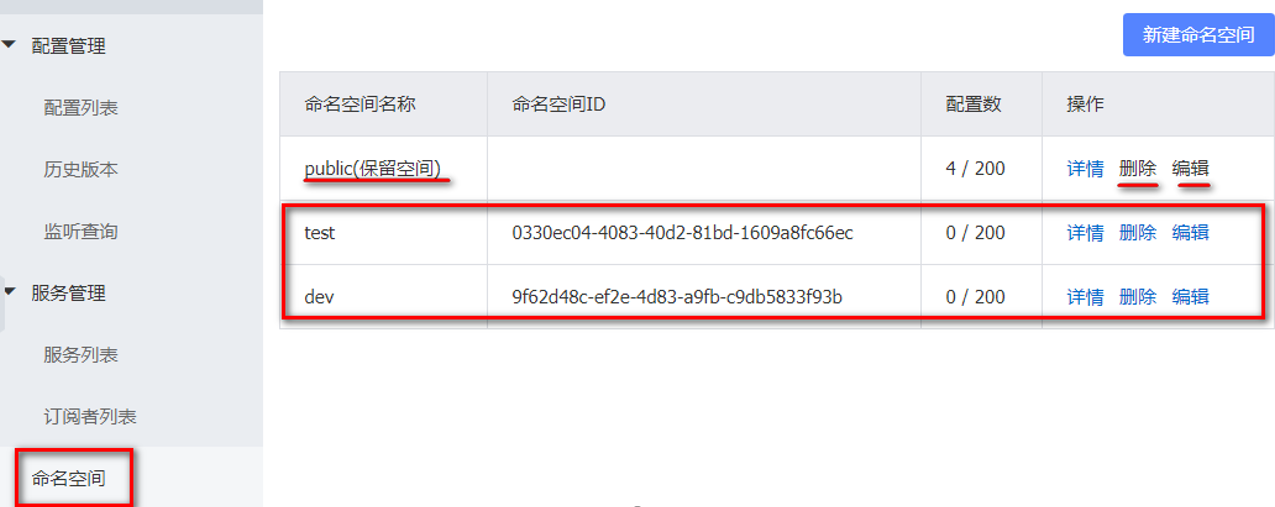 新建命名空间
配置管理
配置列表
历史版本
监听查询
服务管理
服务列表
订阅者列表
命名空间
命名空间名称 命名空间ID 配置数 操作
public(保留空间) 4 / 200 详情 删除 编辑
test 0330ec04-4083-40d2-81bd-1609a8fc66ec 0 / 200 详情 删除 编辑
dev 9f62d48c-ef2e-4d83-a9fb-c9db5833f93b 0 / 200 详情 删除 编辑